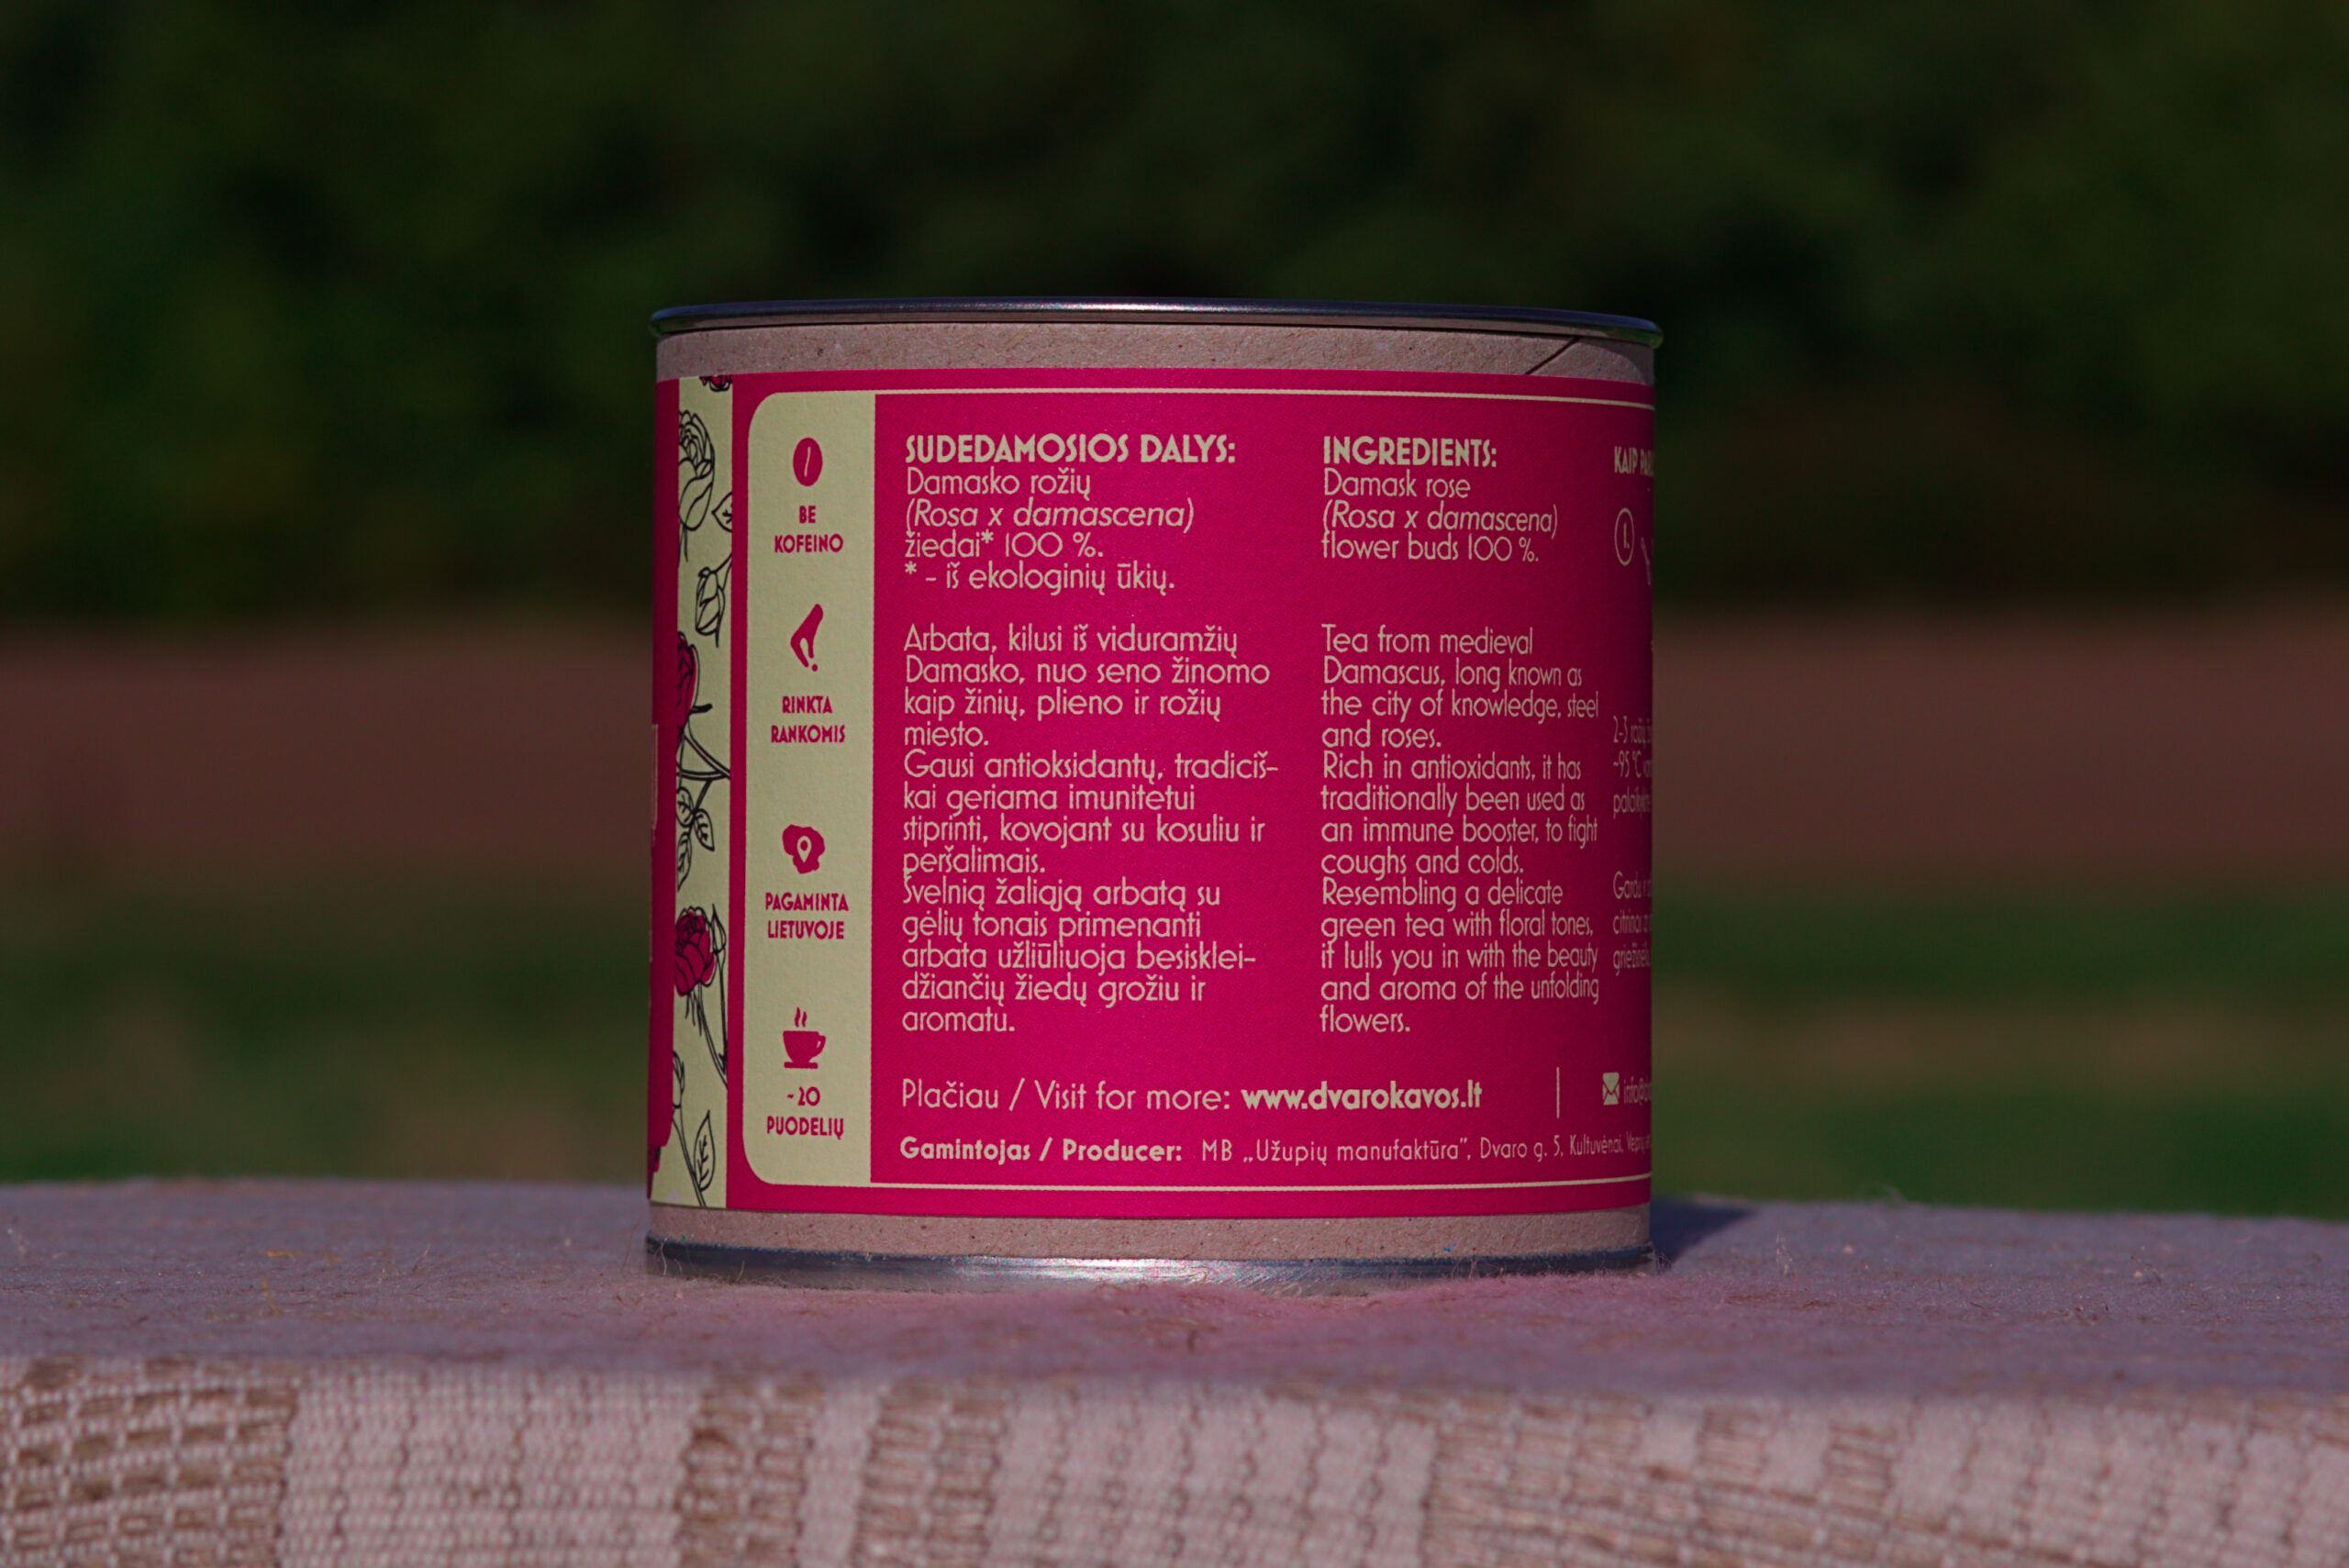 BE
KOFEINO
RINKTA
RANKOMIS
PAGAMINTA
LIETUVOJE
~20
PUODELIŲ
SUDEDAMOSIOS DALYS:
Damasko rožių
(Rosa x damascena)
žiedai* 100 %.
* - iš ekologinių ūkių.
Arbata, kilusi iš viduramžių
Damasko, nuo seno žinomo
kaip žinių, plieno ir rožių
miesto.
Gausi antioksidantų, tradiciš-
kai geriama imunitetui
stiprinti, kovojant su kosuliu ir
peršalimais.
Švelnią žaliąją arbatą su
gėlių tonais primenanti
arbata užliūliuoja besisklei-
džiančių žiedų grožiu ir
aromatu.
INGREDIENTS:
Damask rose
(Rosa x damascena)
flower buds 100 %.
Tea from medieval
Damascus, long known as
the city of knowledge, steel
and roses.
Rich in antioxidants, it has
traditionally been used as
an immune booster, to fight
coughs and colds.
Resembling a delicate
green tea with floral tones,
it lulls you in with the beauty
and aroma of the unfolding
flowers.
KAIP
1.
2-3
~95 °C
Gardu
Plačiau / Visit for more: www.dvarokavos.lt
Gamintojas / Producer: MB „Užupių manufaktūra", Dvaro g. 5, Kultuvėnai,